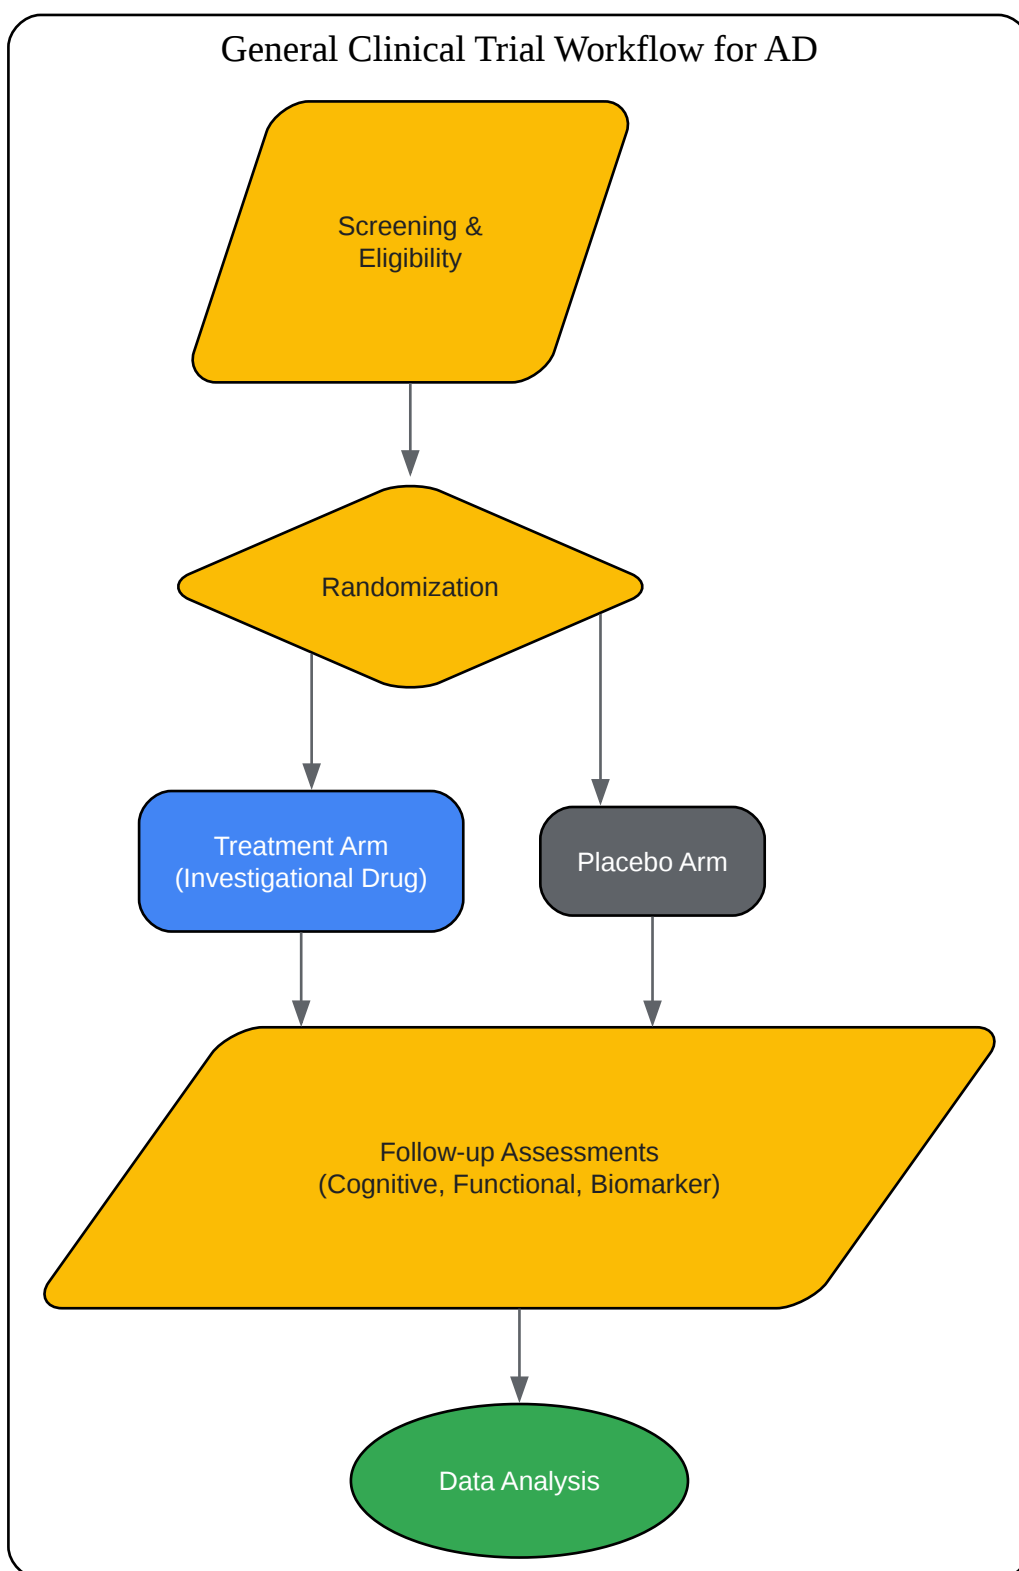 General Clinical Trial Workflow for AD
Screening &
Eligibility
Randomization
Treatment Arm
(Investigational Drug)
Placebo Arm
Follow-up Assessments
(Cognitive, Functional, Biomarker)
Data Analysis